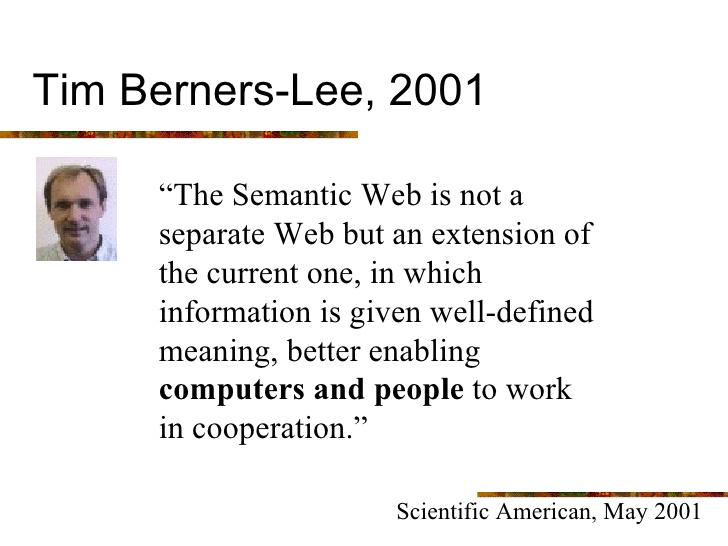 Tim Berners-Lee, 2001
“The Semantic Web is not a
separate Web but an extension of
the current one, in which
information is given well-defined
meaning, better enabling
computers and people to work
in cooperation.”
Scientific American, May 2001